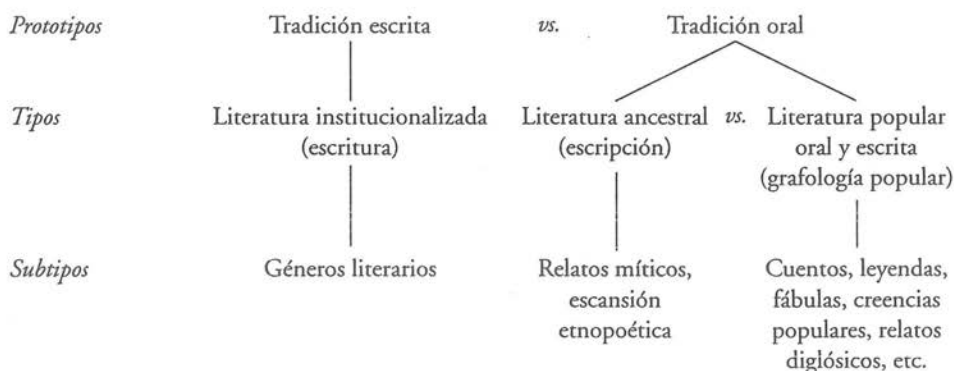 Prototipos Tradición escrita vs. Tradición oral
Tipos Literatura institucionalizada Literatura ancestral vs. Literatura popular
(escritura) (escripción) oral y escrita
(grafología popular)
Subtipos Géneros literarios Relatos míticos, Cuentos, leyendas,
escansión fábulas, creencias
etnopoética populares, relatos
diglósicos, etc.